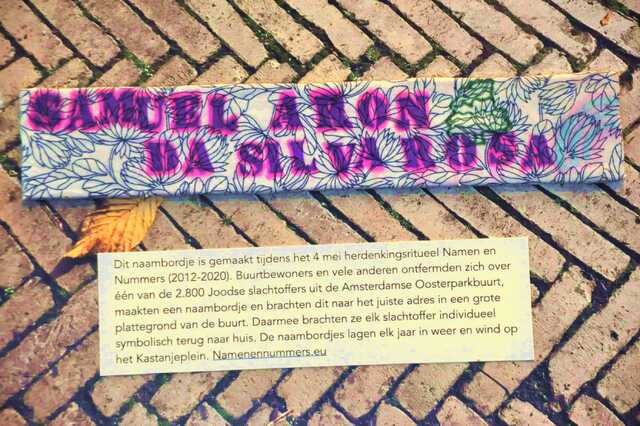 SAMUEL ARON
DA SILVA ROSA
Dit naambordje is gemaakt tijdens het 4 mei herdenkingsritueel Namen en
Nummers (2012-2020). Buurtbewoners en vele anderen ontfermden zich over
één van de 2.800 Joodse slachtoffers uit de Amsterdamse Oosterparkbuurt,
maakten een naambordje en brachten dit naar het juiste adres in een grote
plattegrond van de buurt. Daarmee brachten ze elk slachtoffer individueel
symbolisch terug naar huis. De naambordjes lagen elk jaar in weer en wind op
het Kastanjeplein. Namenennummers.eu